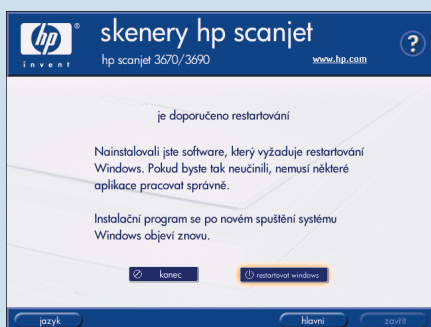 hp
®
invent
skenery hp scanjet
hp scanjet 3670/3690
www.hp.com
?
je doporučeno restartování
Nainstalovali jste software, který vyžaduje restartování
Windows. Pokud byste tak neučinili, nemusí některé
aplikace pracovat správně.
Instalační program se po novém spuštění systému
Windows objeví znovu.
konec
restartovat windows
jazyk
hlavní
zavřít